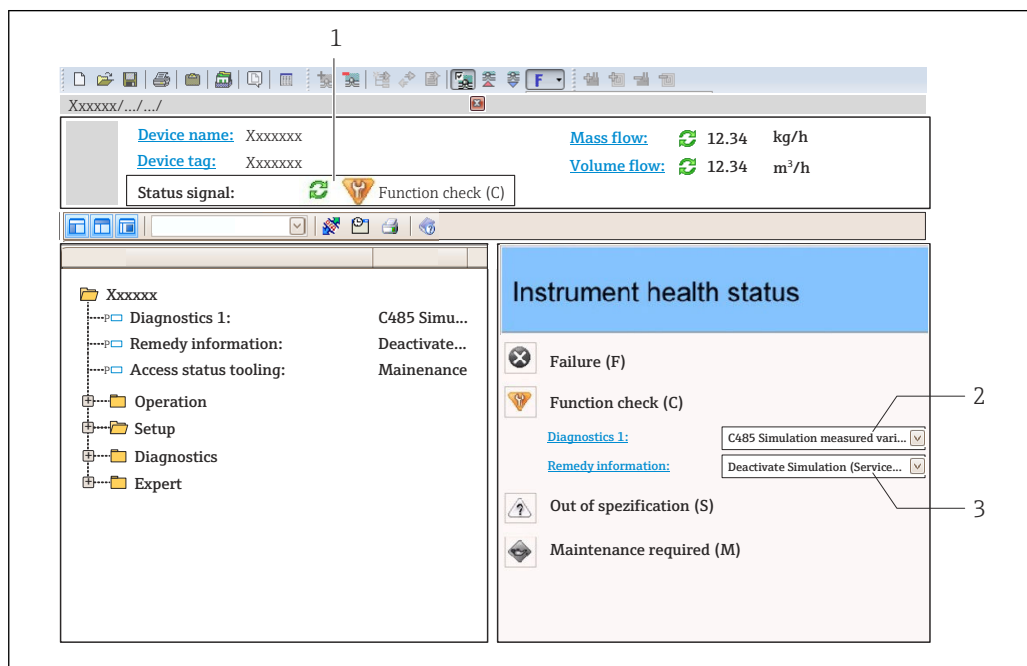 1
F
Xxxxxx/.../.../
Device name: Xxxxxxx
Mass flow: 12.34 kg/h
Device tag: Xxxxxxx
Volume flow: 12.34 m³/h
Status signal: Function check (C)
Xxxxxx
Diagnostics 1: C485 Simu...
Remedy information: Deactivate...
Access status tooling: Mainenance
Operation
Setup
Diagnostics
Expert
Instrument health status
Failure (F)
Function check (C)
2
Diagnostics 1: C485 Simulation measured vari...
Remedy information: Deactivate Simulation (Service...
Out of spezification (S)
3
Maintenance required (M)